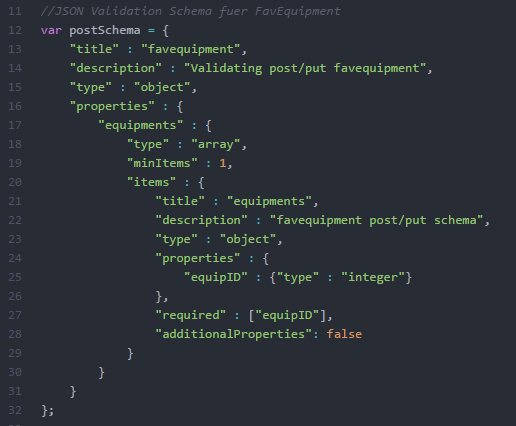 11 //JSON Validation Schema fuer FavEquipment
12 var postSchema = {
13     "title" : "favequipment",
14     "description" : "Validating post/put favequipment",
15     "type" : "object",
16     "properties" : {
17         "equipments" : {
18             "type" : "array",
19             "minItems" : 1,
20             "items" : {
21                 "title" : "equipments",
22                 "description" : "favequipment post/put schema",
23                 "type" : "object",
24                 "properties" : {
25                     "equipID" : {"type" : "integer"}
26                 },
27                 "required" : ["equipID"],
28                 "additionalProperties": false
29             }
30         }
31     }
32 };